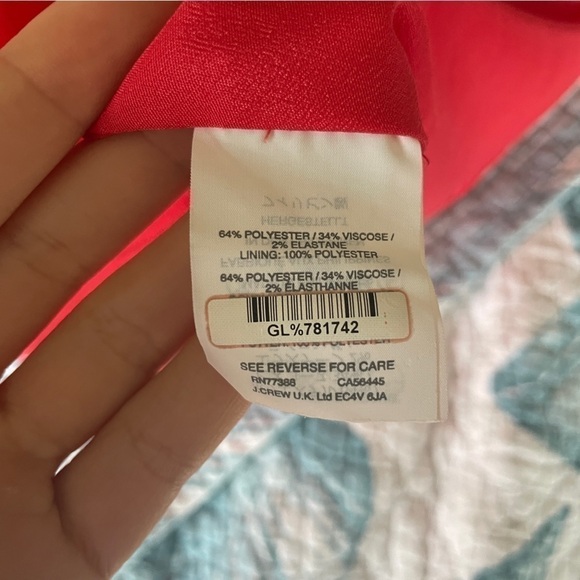 64% POLYESTER / 34% VISCOSE /
2% ELASTANE
LINING: 100% POLYESTER
64% POLYESTER / 34% VISCOSE /
2% ÉLASTHANNE
GL%781742
SEE REVERSE FOR CARE
RN77388 CA56445
J.CREW U.K. Ltd EC4V 6JA